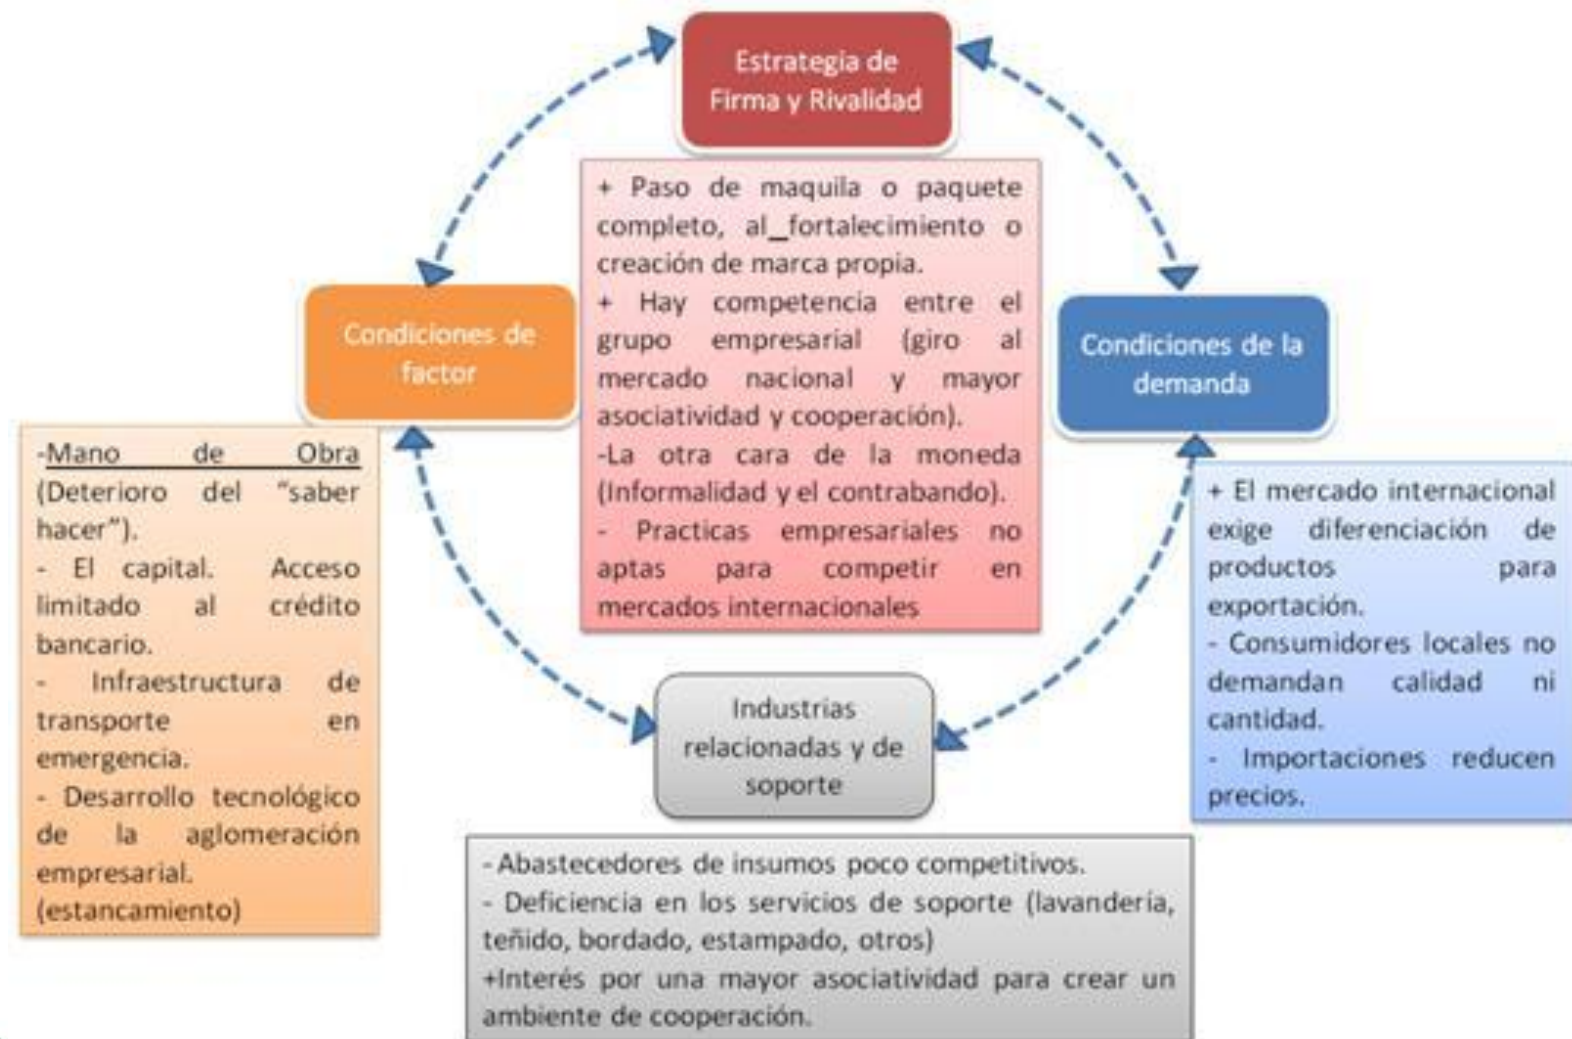 Estrategia de
Firma y Rivalidad
+ Paso de maquila o paquete
completo, al_fortalecimiento o
creación de marca propia.
+ Hay competencia entre el
grupo empresarial (giro al
mercado nacional y mayor
asociatividad y cooperación).
-La otra cara de la moneda
(Informalidad y el contrabando).
- Practicas empresariales no
aptas para competir en
mercados internacionales
Condiciones de
factor
-Mano de Obra
(Deterioro del “saber
hacer”).
- El capital. Acceso
limitado al crédito
bancario.
- Infraestructura de
transporte en
emergencia.
- Desarrollo tecnológico
de la aglomeración
empresarial.
(estancamiento)
Condiciones de la
demanda
+ El mercado internacional
exige diferenciación de
productos para
exportación.
- Consumidores locales no
demandan calidad ni
cantidad.
- Importaciones reducen
precios.
Industrias
relacionadas y de
soporte
- Abastecedores de insumos poco competitivos.
- Deficiencia en los servicios de soporte (lavandería,
teñido, bordado, estampado, otros)
+Interés por una mayor asociatividad para crear un
ambiente de cooperación.